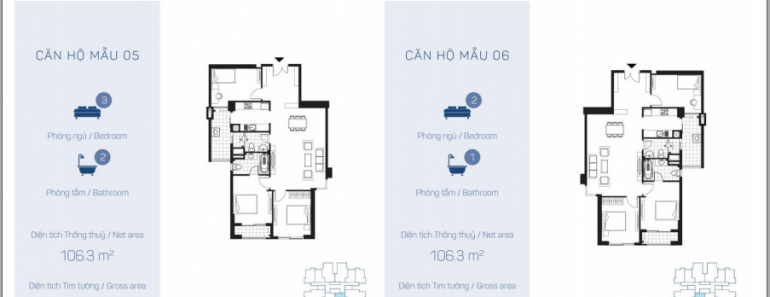 CĂN HỘ MẪU 05
3
Phòng ngủ / Bedroom
2
Phòng tắm / Bathroom
Diện tích Thông thuỷ / Net area
106.3 m²
Diện tích Tim tường / Gross area
CĂN HỘ MẪU 06
2
Phòng ngủ / Bedroom
1
Phòng tắm / Bathroom
Diện tích Thông thuỷ / Net area
106.3 m²
Diện tích Tim tường / Gross area